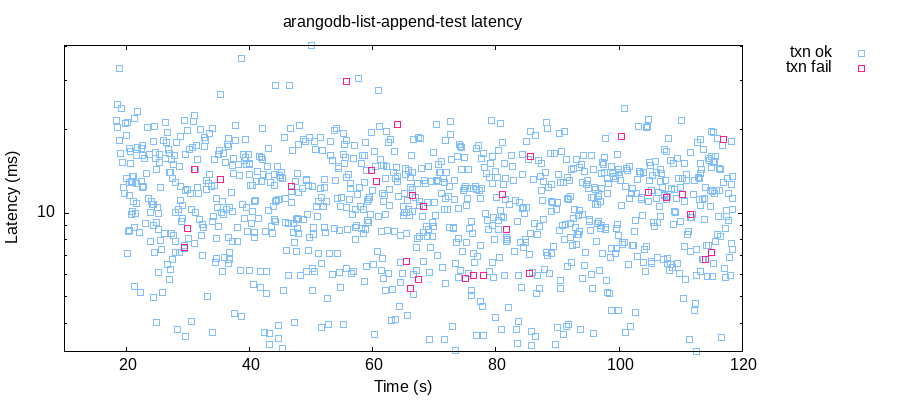 arangodb-list-append-test latency
txn ok
txn fail
Latency (ms)
10
20
40
60
80
100
120
Time (s)